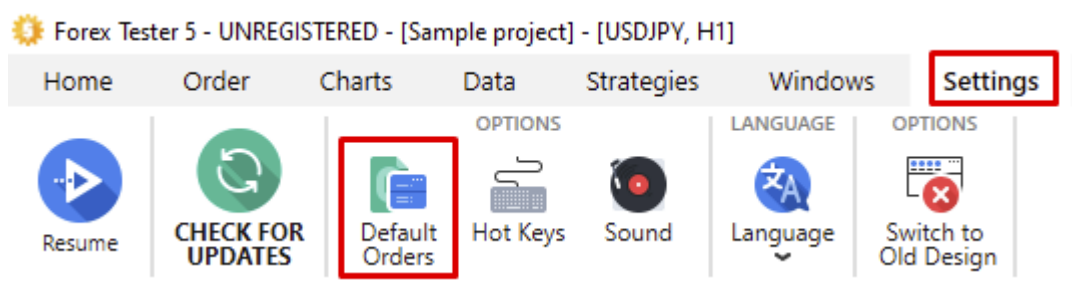 Forex Tester 5 - UNREGISTERED - [Sample project] - [USDJPY, H1]
Home Order Charts Data Strategies Windows Settings
OPTIONS LANGUAGE OPTIONS
Resume
CHECK FOR
UPDATES
Default
Orders
Hot Keys
Sound
Language
Switch to
Old Design